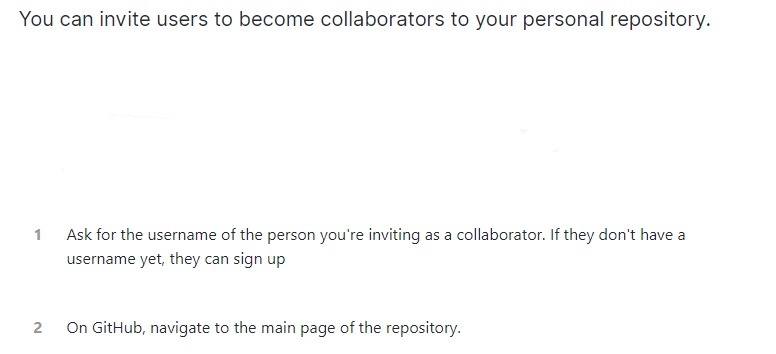 You can invite users to become collaborators to your personal repository.
1 Ask for the username of the person you're inviting as a collaborator. If they don't have a
username yet, they can sign up
2 On GitHub, navigate to the main page of the repository.